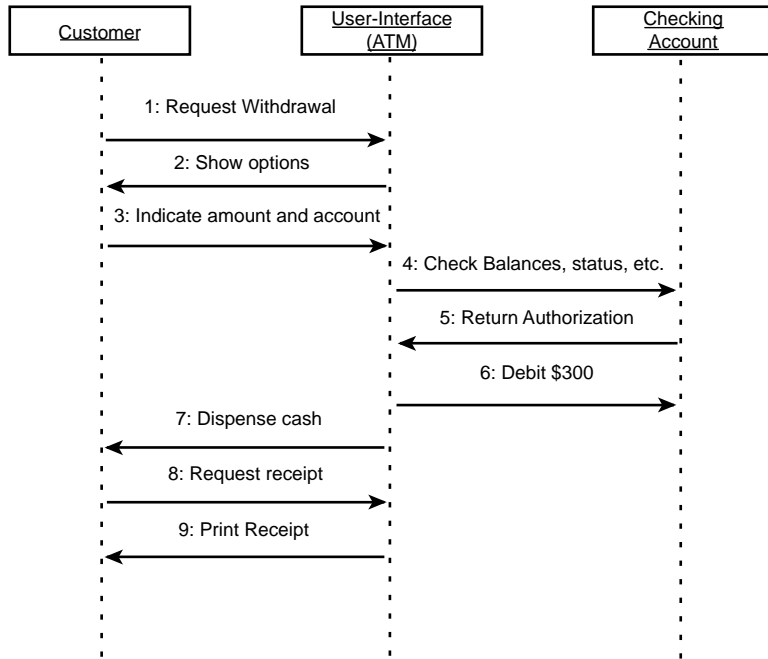 Customer
User-Interface
(ATM)
Checking
Account
1: Request Withdrawal
2: Show options
3: Indicate amount and account
4: Check Balances, status, etc.
5: Return Authorization
6: Debit $300
7: Dispense cash
8: Request receipt
9: Print Receipt